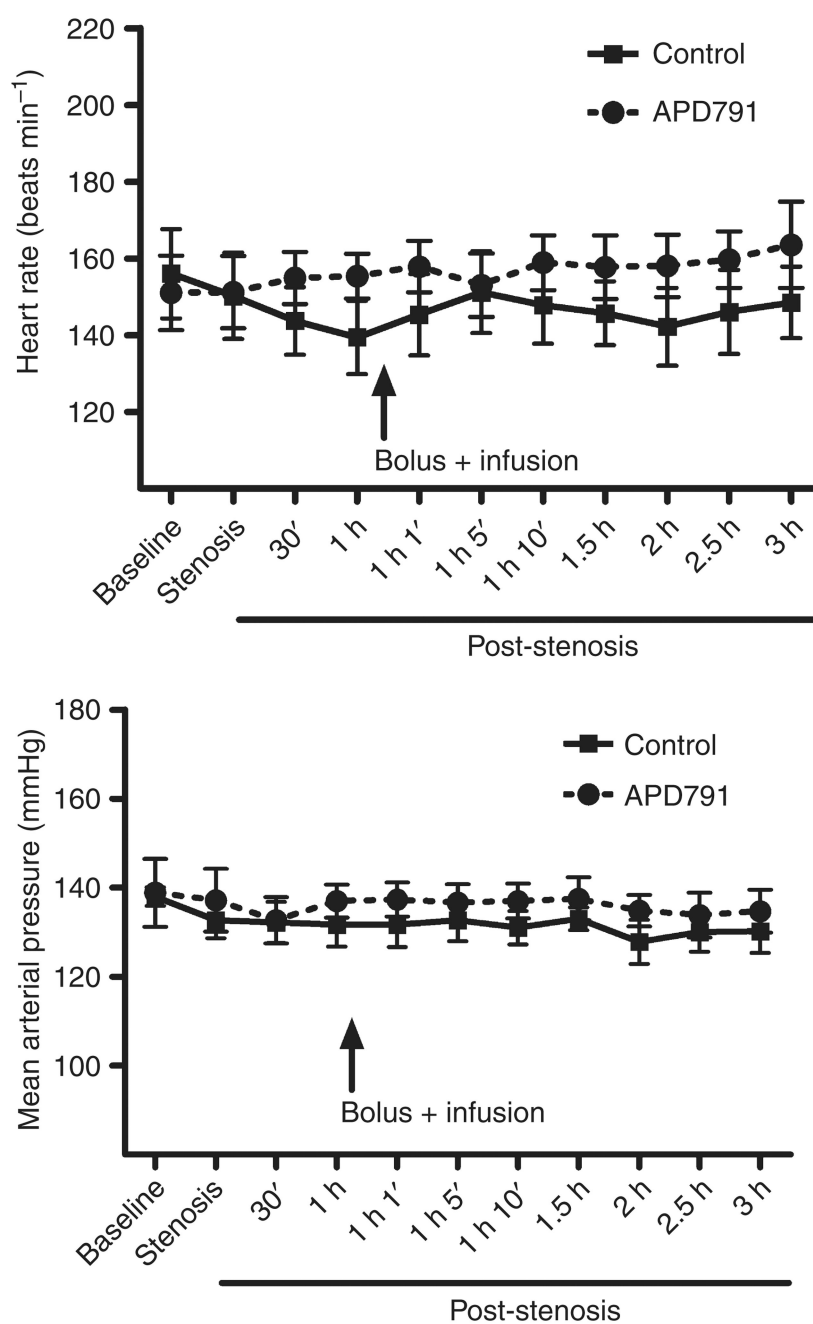 220
200
180
160
140
120
Heart rate (beats min⁻¹)
Control
APD791
Bolus + infusion
Baseline
Stenosis
30′
1 h
1 h 1′
1 h 5′
1 h 10′
1.5 h
2 h
2.5 h
3 h
Post-stenosis
180
160
140
120
100
Mean arterial pressure (mmHg)
Control
APD791
Bolus + infusion
Baseline
Stenosis
30′
1 h
1 h 1′
1 h 5′
1 h 10′
1.5 h
2 h
2.5 h
3 h
Post-stenosis